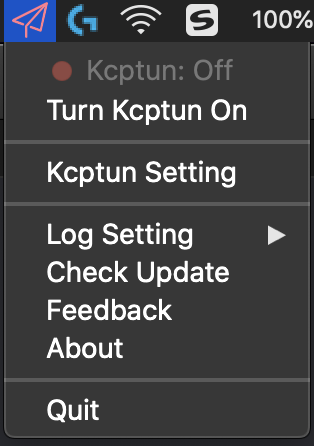 100%
Kcptun: Off
Turn Kcptun On
Kcptun Setting
Log Setting
Check Update
Feedback
About
Quit